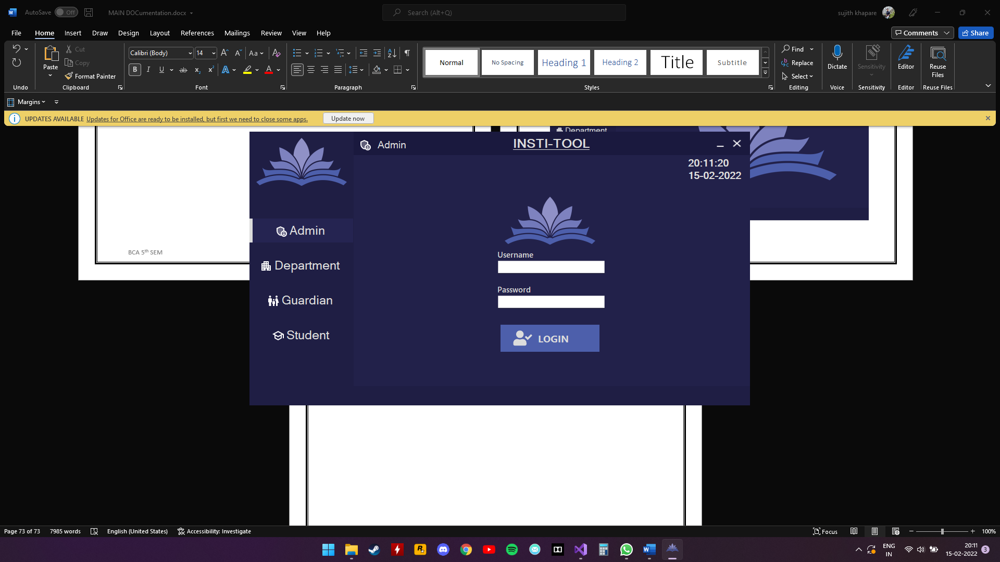 AutoSave Off MAIN DOCumentation.docx Search (Alt+Q) sujith khapare
File Home Insert Draw Design Layout References Mailings Review View Help Comments Share
Paste Cut Copy Format Painter
Calibri (Body) 14 Aa
B I U ab x₂ x² A A
Normal No Spacing Heading 1 Heading 2 Title Subtitle
Find Replace Select
Dictate Sensitivity Editor Reuse Files
Undo Clipboard Font Paragraph Styles Editing Voice Sensitivity Editor Reuse Files
Margins
UPDATES AVAILABLE Updates for Office are ready to be installed, but first we need to close some apps. Update now
Department
Admin INSTI-TOOL
20:11:20
15-02-2022
Admin
Department
Guardian
Student
Username
Password
LOGIN
BCA 5th SEM
Page 73 of 73 7985 words English (United States) Accessibility: Investigate Focus 100%
ENG
IN
20:11
15-02-2022
3